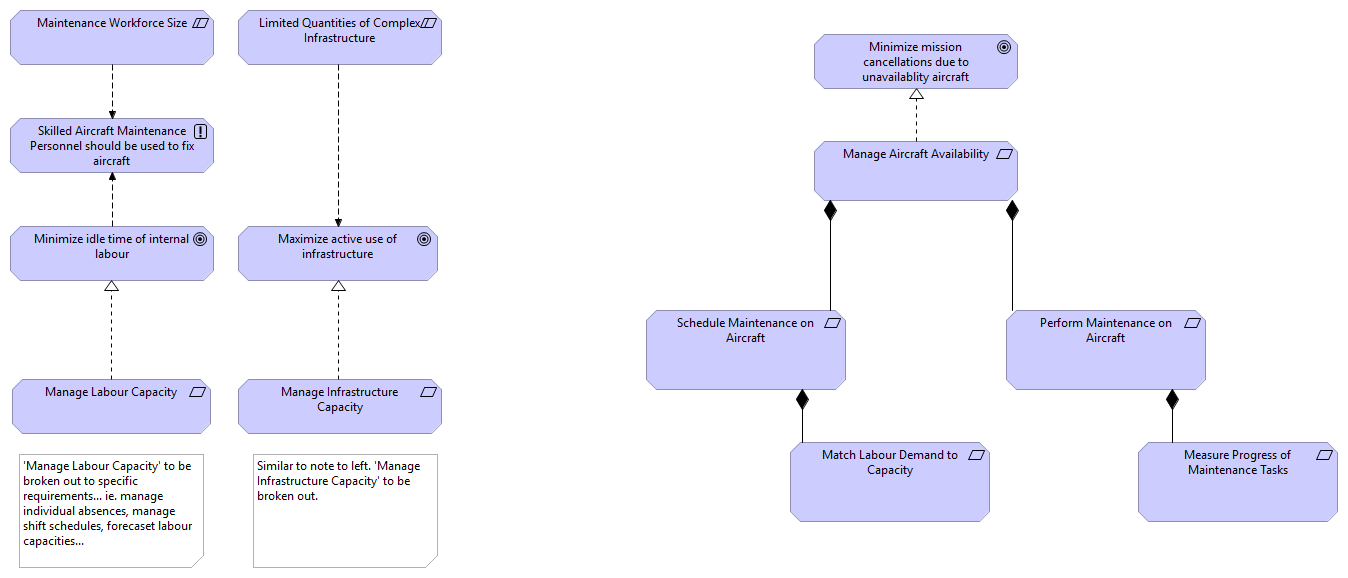 Maintenance Workforce Size
Limited Quantities of Complex
Infrastructure
Minimize mission
cancellations due to
unavailablity aircraft
Skilled Aircraft Maintenance
Personnel should be used to fix
aircraft
Manage Aircraft Availability
Minimize idle time of internal
labour
Maximize active use of
infrastructure
Schedule Maintenance on
Aircraft
Perform Maintenance on
Aircraft
Manage Labour Capacity
Manage Infrastructure
Capacity
Match Labour Demand to
Capacity
Measure Progress of
Maintenance Tasks
'Manage Labour Capacity' to be
broken out to specific
requirements... ie. manage
individual absences, manage
shift schedules, forecaset labour
capacities...
Similar to note to left. 'Manage
Infrastructure Capacity' to be
broken out.